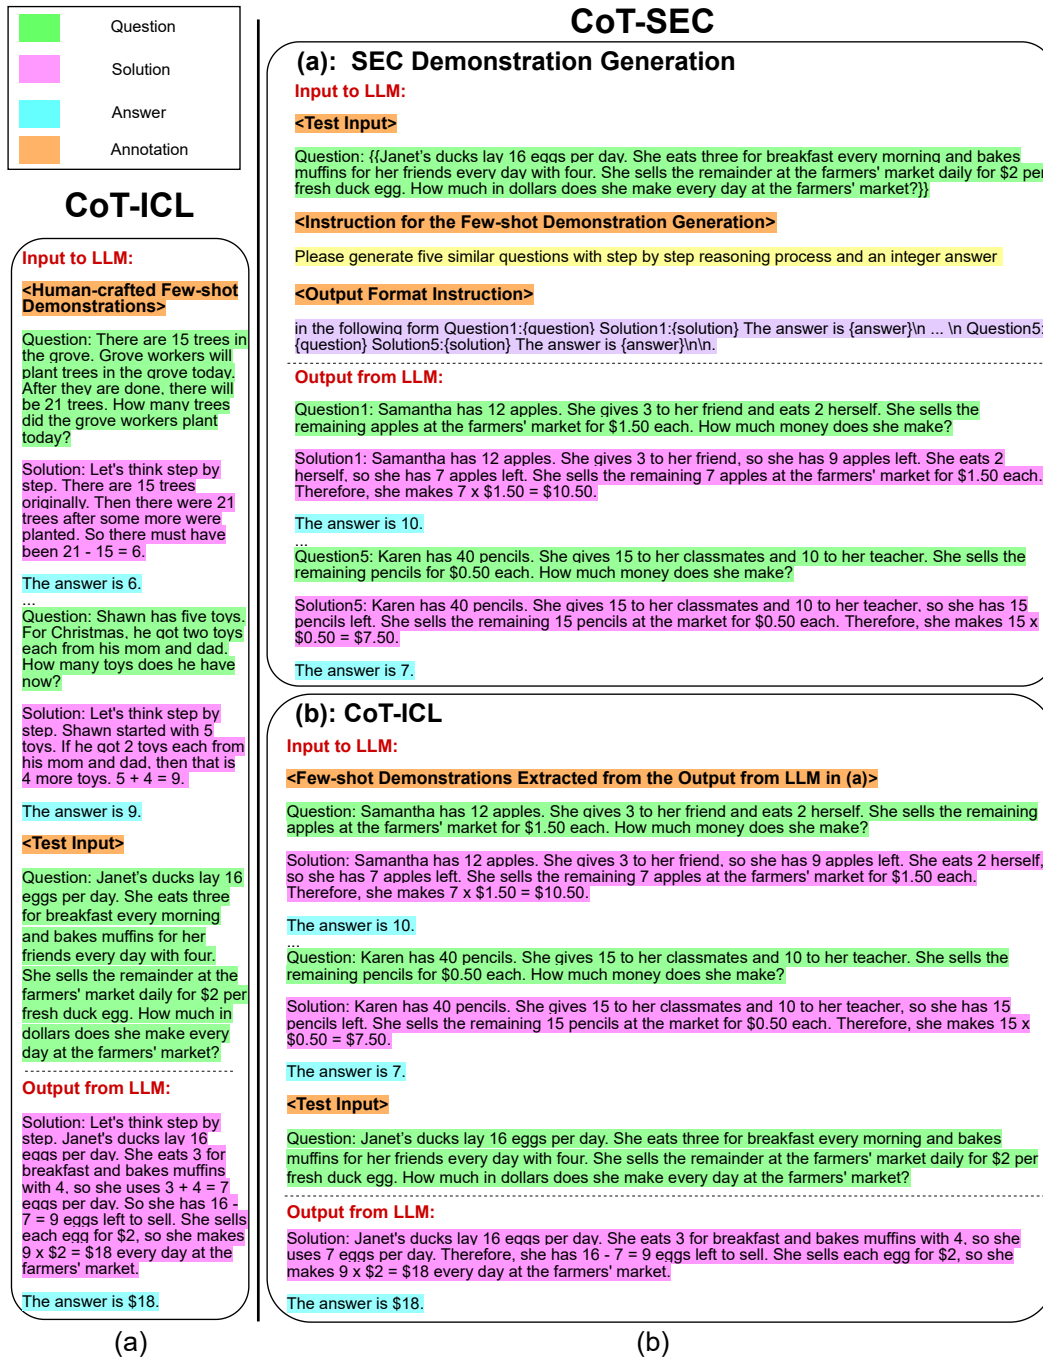 Question
Solution
Answer
Annotation
CoT-ICL
Input to LLM:
<Human-crafted Few-shot
Demonstrations>
Question: There are 15 trees in
the grove. Grove workers will
plant trees in the grove today.
After they are done, there will
be 21 trees. How many trees
did the grove workers plant
today?
Solution: Let's think step by
step. There are 15 trees
originally. Then there were 21
trees after some more were
planted. So there must have
been 21 - 15 = 6.
The answer is 6.
...
Question: Shawn has five toys.
For Christmas, he got two toys
each from his mom and dad.
How many toys does he have
now?
Solution: Let's think step by
step. Shawn started with 5
toys. If he got 2 toys each from
his mom and dad, then that is
4 more toys. 5 + 4 = 9.
The answer is 9.
<Test Input>
Question: Janet's ducks lay 16
eggs per day. She eats three
for breakfast every morning
and bakes muffins for her
friends every day with four.
She sells the remainder at the
farmers' market daily for $2 per
fresh duck egg. How much in
dollars does she make every
day at the farmers' market?
Output from LLM:
Solution: Let's think step by
step. Janet's ducks lay 16
eggs per day. She eats 3 for
breakfast and bakes muffins
with 4, so she uses 3 + 4 = 7
eggs per day. So she has 16 -
7 = 9 eggs left to sell. She sells
each egg for $2, so she makes
9 x $2 = $18 every day at the
farmers' market.
The answer is $18.
(a)
CoT-SEC
(a): SEC Demonstration Generation
Input to LLM:
<Test Input>
Question: {{Janet's ducks lay 16 eggs per day. She eats three for breakfast every morning and bakes
muffins for her friends every day with four. She sells the remainder at the farmers' market daily for $2 per
fresh duck egg. How much in dollars does she make every day at the farmers' market?}}
<Instruction for the Few-shot Demonstration Generation>
Please generate five similar questions with step by step reasoning process and an integer answer
<Output Format Instruction>
in the following form Question1:{question} Solution1:{solution} The answer is {answer}\n ... \n Question5:
{question} Solution5:{solution} The answer is {answer}\n\n.
Output from LLM:
Question1: Samantha has 12 apples. She gives 3 to her friend and eats 2 herself. She sells the
remaining apples at the farmers' market for $1.50 each. How much money does she make?
Solution1: Samantha has 12 apples. She gives 3 to her friend, so she has 9 apples left. She eats 2
herself, so she has 7 apples left. She sells the remaining 7 apples at the farmers' market for $1.50 each.
Therefore, she makes 7 x $1.50 = $10.50.
The answer is 10.
...
Question5: Karen has 40 pencils. She gives 15 to her classmates and 10 to her teacher. She sells the
remaining pencils for $0.50 each. How much money does she make?
Solution5: Karen has 40 pencils. She gives 15 to her classmates and 10 to her teacher, so she has 15
pencils left. She sells the remaining 15 pencils at the market for $0.50 each. Therefore, she makes 15 x
$0.50 = $7.50.
The answer is 7.
(b): CoT-ICL
Input to LLM:
<Few-shot Demonstrations Extracted from the Output from LLM in (a)>
Question: Samantha has 12 apples. She gives 3 to her friend and eats 2 herself. She sells the remaining
apples at the farmers' market for $1.50 each. How much money does she make?
Solution: Samantha has 12 apples. She gives 3 to her friend, so she has 9 apples left. She eats 2 herself,
so she has 7 apples left. She sells the remaining 7 apples at the farmers' market for $1.50 each.
Therefore, she makes 7 x $1.50 = $10.50.
The answer is 10.
...
Question: Karen has 40 pencils. She gives 15 to her classmates and 10 to her teacher. She sells the
remaining pencils for $0.50 each. How much money does she make?
Solution: Karen has 40 pencils. She gives 15 to her classmates and 10 to her teacher, so she has 15
pencils left. She sells the remaining 15 pencils at the market for $0.50 each. Therefore, she makes 15 x
$0.50 = $7.50.
The answer is 7.
<Test Input>
Question: Janet's ducks lay 16 eggs per day. She eats three for breakfast every morning and bakes
muffins for her friends every day with four. She sells the remainder at the farmers' market daily for $2 per
fresh duck egg. How much in dollars does she make every day at the farmers' market?
Output from LLM:
Solution: Janet's ducks lay 16 eggs per day. She eats 3 for breakfast and bakes muffins with 4, so she
uses 7 eggs per day. Therefore, she has 16 - 7 = 9 eggs left to sell. She sells each egg for $2, so she
makes 9 x $2 = $18 every day at the farmers' market.
The answer is $18.
(b)